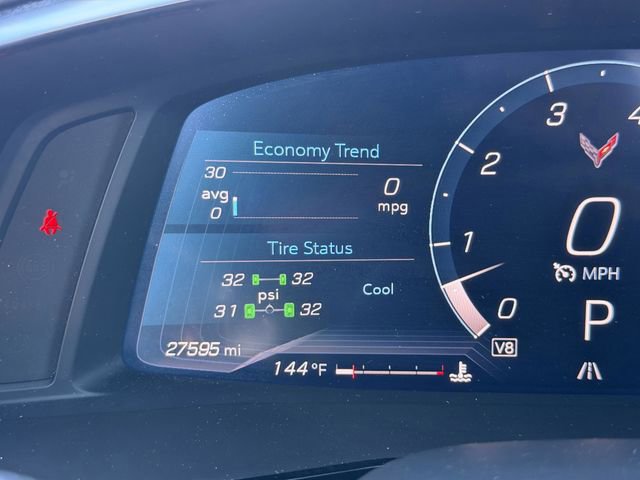 Economy Trend
30
avg
0
0
mpg
Tire Status
32 32
psi
Cool
31 32
27595 mi
144°F
0
1
2
3
4
0
MPH
P
V8